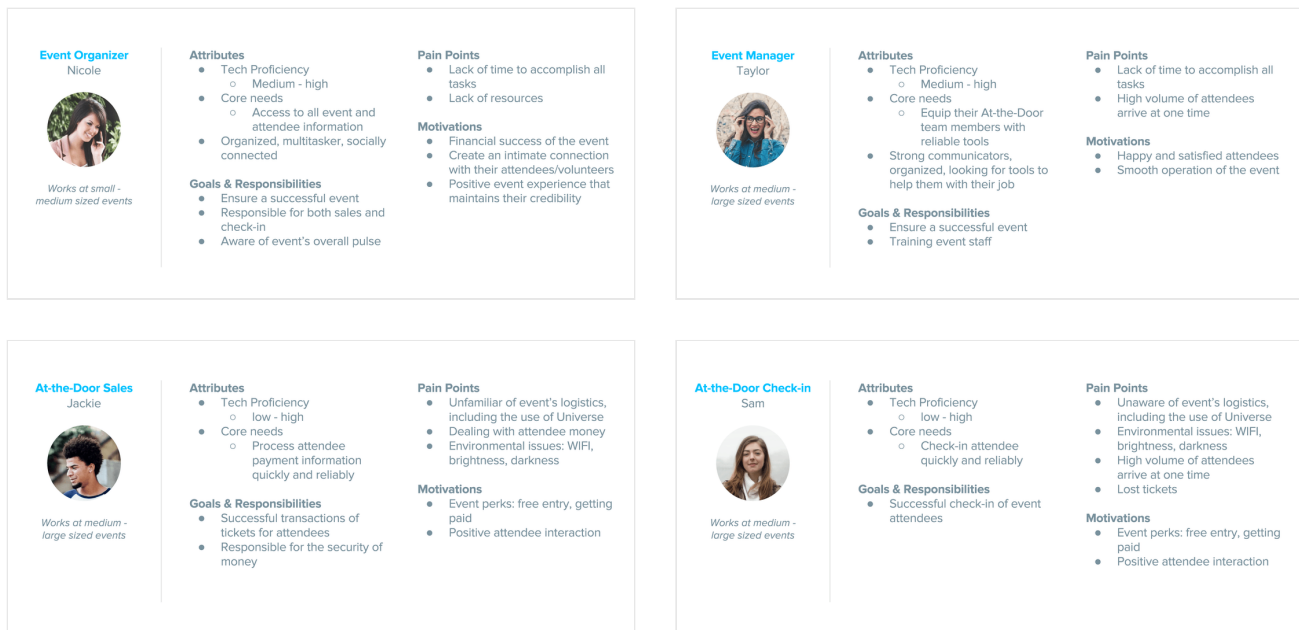 Event Organizer
Nicole
Works at small -
medium sized events
Attributes
● Tech Proficiency
○ Medium - high
● Core needs
○ Access to all event and
attendee information
● Organized, multitasker, socially
connected
Goals & Responsibilities
● Ensure a successful event
● Responsible for both sales and
check-in
● Aware of event's overall pulse
Pain Points
● Lack of time to accomplish all
tasks
● Lack of resources
Motivations
● Financial success of the event
● Create an intimate connection
with their attendees/volunteers
● Positive event experience that
maintains their credibility
Event Manager
Taylor
Works at medium -
large sized events
Attributes
● Tech Proficiency
○ Medium - high
● Core needs
○ Equip their At-the-Door
team members with
reliable tools
● Strong communicators,
organized, looking for tools to
help them with their job
Goals & Responsibilities
● Ensure a successful event
● Training event staff
Pain Points
● Lack of time to accomplish all
tasks
● High volume of attendees
arrive at one time
Motivations
● Happy and satisfied attendees
● Smooth operation of the event
At-the-Door Sales
Jackie
Works at medium -
large sized events
Attributes
● Tech Proficiency
○ low - high
● Core needs
○ Process attendee
payment information
quickly and reliably
Goals & Responsibilities
● Successful transactions of
tickets for attendees
● Responsible for the security of
money
Pain Points
● Unfamiliar of event's logistics,
including the use of Universe
● Dealing with attendee money
● Environmental issues: WIFI,
brightness, darkness
Motivations
● Event perks: free entry, getting
paid
● Positive attendee interaction
At-the-Door Check-in
Sam
Works at medium -
large sized events
Attributes
● Tech Proficiency
○ low - high
● Core needs
○ Check-in attendee
quickly and reliably
Goals & Responsibilities
● Successful check-in of event
attendees
Pain Points
● Unaware of event's logistics,
including the use of Universe
● Environmental issues: WIFI,
brightness, darkness
● High volume of attendees
arrive at one time
● Lost tickets
Motivations
● Event perks: free entry, getting
paid
● Positive attendee interaction